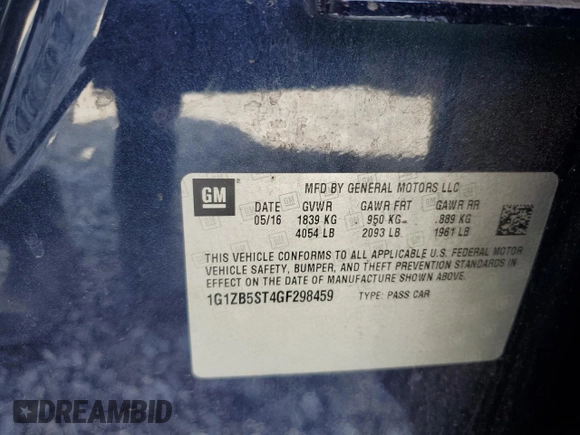 GM
MFD BY GENERAL MOTORS LLC
DATE GVWR GAWR FRT GAWR RR
05/16 1839 KG 950 KG 889 KG
4054 LB 2093 LB 1961 LB
THIS VEHICLE CONFORMS TO ALL APPLICABLE U.S. FEDERAL MOTOR
VEHICLE SAFETY, BUMPER, AND THEFT PREVENTION STANDARDS IN
EFFECT ON THE DATE OF MANUFACTURE SHOWN ABOVE.
1G1ZB5ST4GF298459 TYPE: PASS CAR
DREAMBID